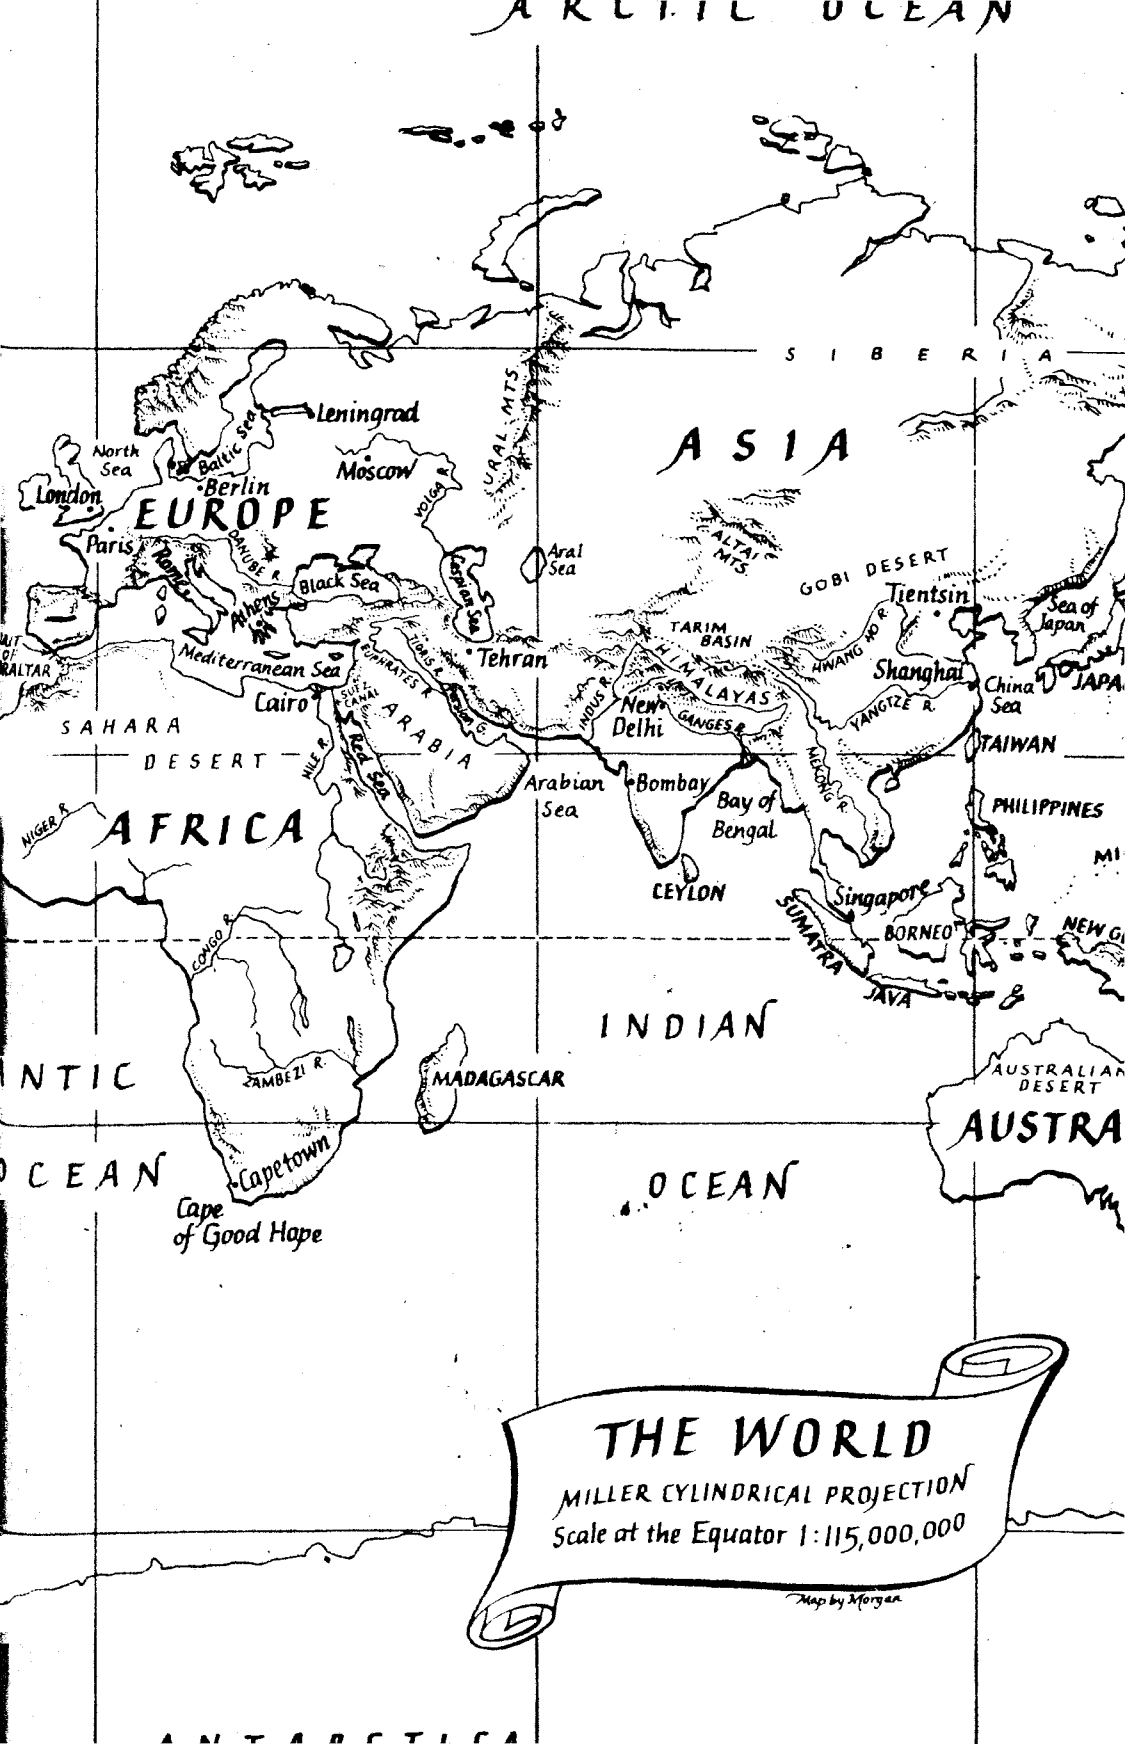 ARCTIC OCEAN
SIBERIA
Leningrad
North
Sea
Baltic Sea
Moscow
VOLGA R.
URAL MTS.
ASIA
London
Berlin
EUROPE
Paris
DANUBE R.
Rome
Athens
Black Sea
Caspian Sea
Aral
Sea
ALTAI
MTS.
GOBI DESERT
Tientsin
Sea of
Japan
TARIM
BASIN
HWANG HO R.
Mediterranean Sea
EUPHRATES R.
TIGRIS R.
Tehran
HIMALAYAS
Shanghai
China
Sea
JAPA
Cairo
SUEZ
CANAL
Persian G.
INDUS R.
New
Delhi
GANGES R.
YANGTZE R.
SAHARA
DESERT
ARABIA
NILE R.
Red Sea
Arabian
Sea
Bombay
Bay of
Bengal
MEKONG R.
TAIWAN
NIGER R.
AFRICA
PHILIPPINES
MI
CEYLON
Singapore
SUMATRA
BORNEO
NEW G
CONGO R.
JAVA
INDIAN
NTIC
ZAMBEZI R.
MADAGASCAR
AUSTRALIAN
DESERT
AUSTRA
OCEAN
Capetown
OCEAN
Cape
of Good Hope
THE WORLD
MILLER CYLINDRICAL PROJECTION
Scale at the Equator 1:115,000,000
Map by Morgan
ANTARCTICA